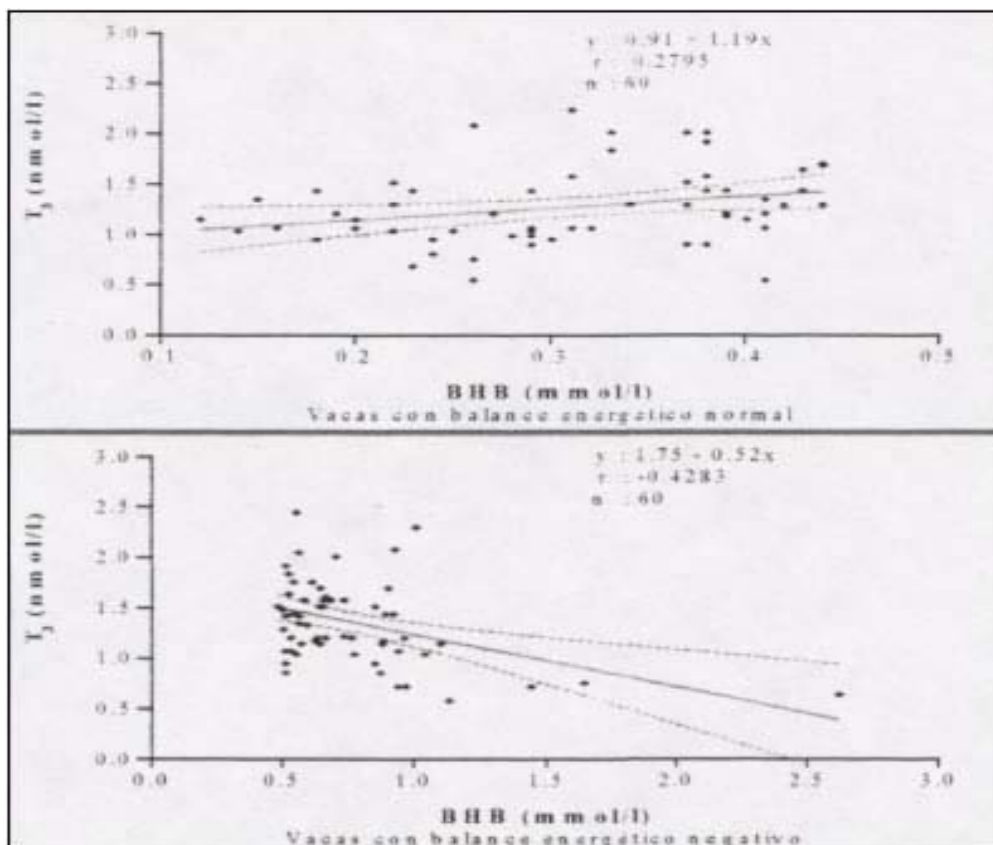 y : 0.91 - 1.19x
r : 0.2795
n : 60
T3 (nmol/l)
3.0
2.5
2.0
1.5
1.0
0.5
0.0
0.1 0.2 0.3 0.4 0.5
BHB (mmol/l)
Vacas con balance energético normal
y : 1.75 - 0.52x
r : -0.4283
n : 60
T3 (nmol/l)
3.0
2.5
2.0
1.5
1.0
0.5
0.0
0.0 0.5 1.0 1.5 2.0 2.5 3.0
BHB (mmol/l)
Vacas con balance energético negativo